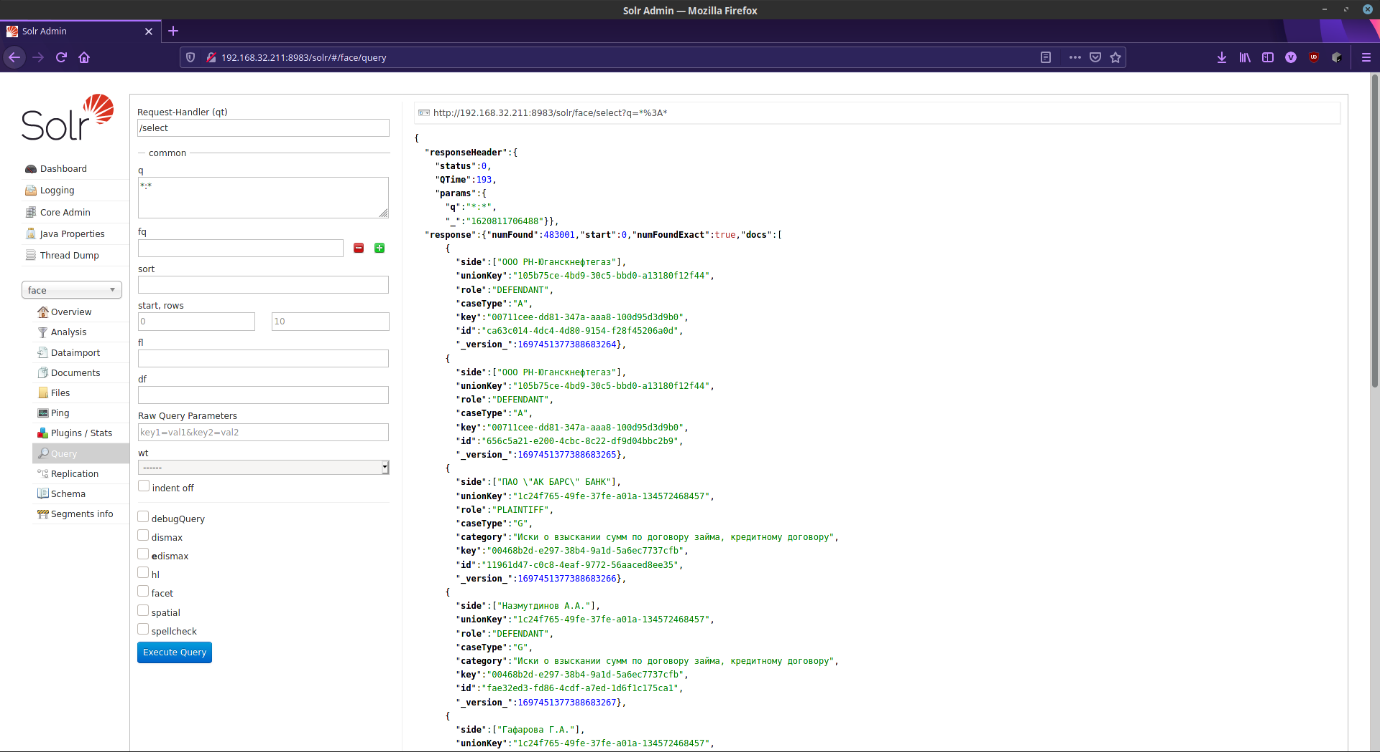 Solr Admin — Mozilla Firefox
Solr Admin
192.168.32.211:8983/solr/#/face/query
Solr
Dashboard
Logging
Core Admin
Java Properties
Thread Dump
face
Overview
Analysis
Dataimport
Documents
Files
Ping
Plugins / Stats
Query
Replication
Schema
Segments info
Request-Handler (qt)
/select
common
q
*:*
fq
sort
start, rows
0
10
fl
df
Raw Query Parameters
key1=val1&key2=val2
wt
------
indent off
debugQuery
dismax
edismax
hl
facet
spatial
spellcheck
Execute Query
http://192.168.32.211:8983/solr/face/select?q=*%3A*
{
"responseHeader":{
"status":0,
"QTime":193,
"params":{
"q":"*:*",
"_":"1620811706488"}},
"response":{"numFound":483001,"start":0,"numFoundExact":true,"docs":[
{
"side":["ООО РН-Юганскнефтегаз"],
"unionKey":"105b75ce-4bd9-30c5-bbd0-a13180f12f44",
"role":"DEFENDANT",
"caseType":"A",
"key":"00711cee-dd81-347a-aaa8-100d95d3d9b0",
"id":"ca63c014-4dc4-4d80-9154-f28f45206a0d",
"_version_":1697451377388683264},
{
"side":["ООО РН-Юганскнефтегаз"],
"unionKey":"105b75ce-4bd9-30c5-bbd0-a13180f12f44",
"role":"DEFENDANT",
"caseType":"A",
"key":"00711cee-dd81-347a-aaa8-100d95d3d9b0",
"id":"656c5a21-e200-4cbc-8c22-df9d04bbc2b9",
"_version_":1697451377388683265},
{
"side":["ПАО \"АК БАРС\" БАНК"],
"unionKey":"1c24f765-49fe-37fe-a01a-134572468457",
"role":"PLAINTIFF",
"caseType":"G",
"category":"Иски о взыскании сумм по договору займа, кредитному договору",
"key":"00468b2d-e297-38b4-9a1d-5a6ec7737cfb",
"id":"11961d47-c0c8-4eaf-9772-56aaced8ee35",
"_version_":1697451377388683266},
{
"side":["Назмутдинов А.А."],
"unionKey":"1c24f765-49fe-37fe-a01a-134572468457",
"role":"DEFENDANT",
"caseType":"G",
"category":"Иски о взыскании сумм по договору займа, кредитному договору",
"key":"00468b2d-e297-38b4-9a1d-5a6ec7737cfb",
"id":"fae32ed3-fd86-4cdf-a7ed-1d6f1c175ca1",
"_version_":1697451377388683267},
{
"side":["Гафарова Г.А."],
"unionKey":"1c24f765-49fe-37fe-a01a-134572468457",